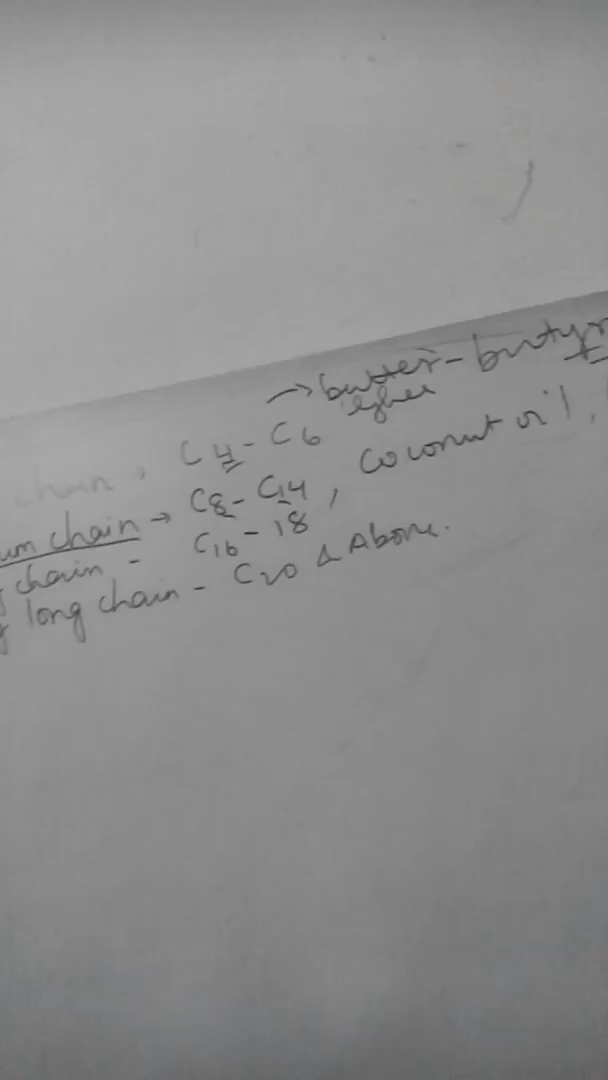 → butter - butyr
ghee
chain → C4 - C6
um chain → C8 - C14, Coconut oil,
g chain - C16 - 18
y long chain - C20 & Above.